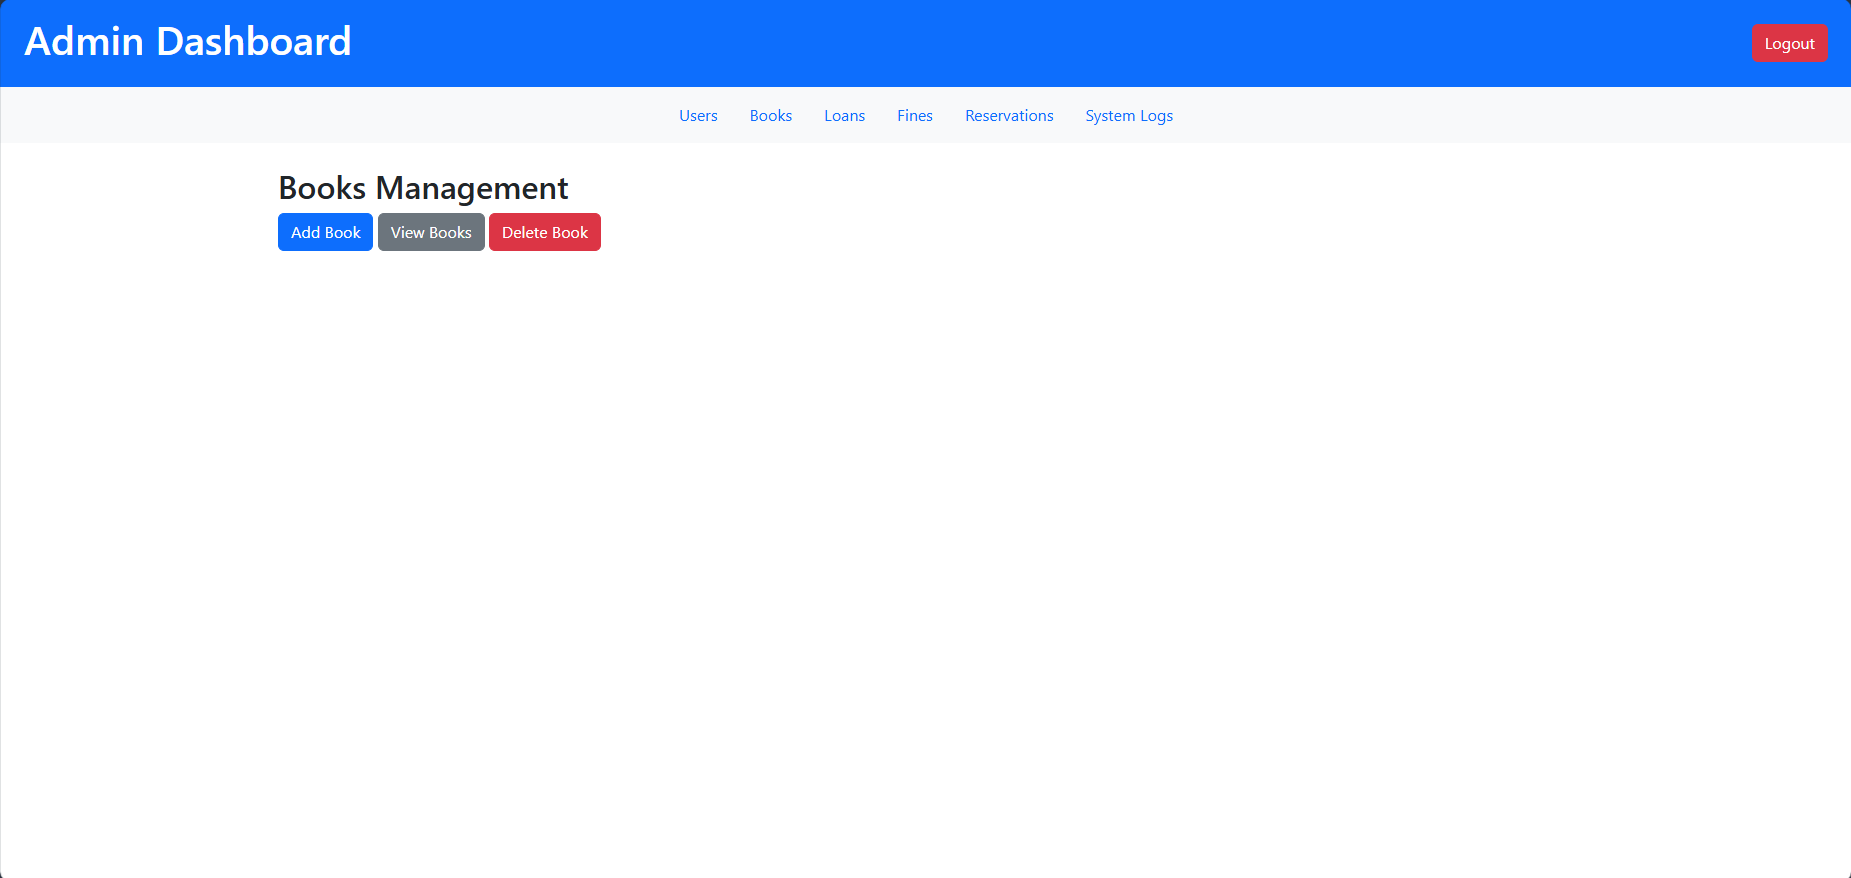 Admin Dashboard
Logout
Users Books Loans Fines Reservations System Logs
Books Management
Add Book View Books Delete Book